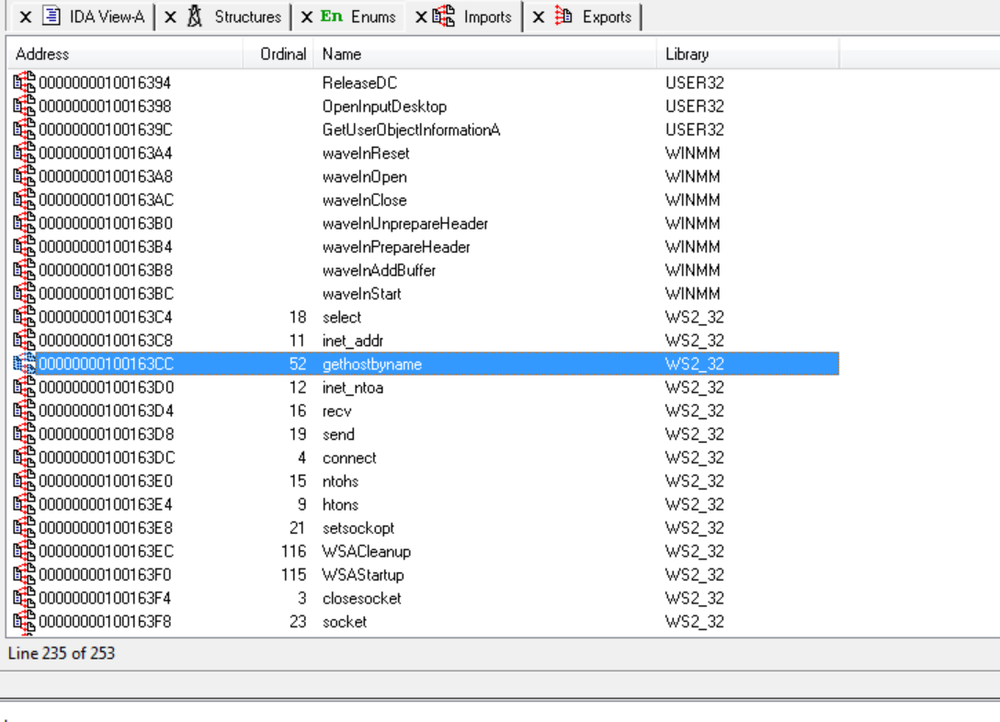 IDA View-A Structures En Enums Imports Exports
Address Ordinal Name Library
0000000010016394 ReleaseDC USER32
0000000010016398 OpenInputDesktop USER32
000000001001639C GetUserObjectInformationA USER32
00000000100163A4 waveInReset WINMM
00000000100163A8 waveInOpen WINMM
00000000100163AC waveInClose WINMM
00000000100163B0 waveInUnprepareHeader WINMM
00000000100163B4 waveInPrepareHeader WINMM
00000000100163B8 waveInAddBuffer WINMM
00000000100163BC waveInStart WINMM
00000000100163C4 18 select WS2_32
00000000100163C8 11 inet_addr WS2_32
00000000100163CC 52 gethostbyname WS2_32
00000000100163D0 12 inet_ntoa WS2_32
00000000100163D4 16 recv WS2_32
00000000100163D8 19 send WS2_32
00000000100163DC 4 connect WS2_32
00000000100163E0 15 ntohs WS2_32
00000000100163E4 9 htons WS2_32
00000000100163E8 21 setsockopt WS2_32
00000000100163EC 116 WSACleanup WS2_32
00000000100163F0 115 WSAStartup WS2_32
00000000100163F4 3 closesocket WS2_32
00000000100163F8 23 socket WS2_32
Line 235 of 253